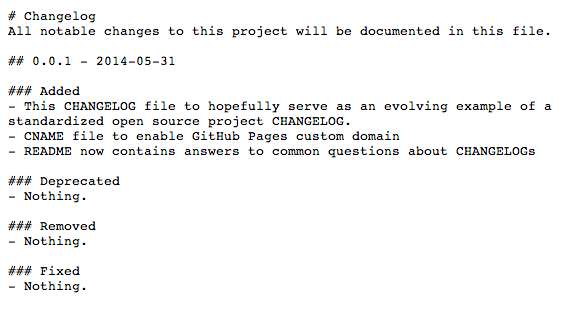 # Changelog
All notable changes to this project will be documented in this file.
## 0.0.1 - 2014-05-31
### Added
- This CHANGELOG file to hopefully serve as an evolving example of a
standardized open source project CHANGELOG.
- CNAME file to enable GitHub Pages custom domain
- README now contains answers to common questions about CHANGELOGs
### Deprecated
- Nothing.
### Removed
- Nothing.
### Fixed
- Nothing.